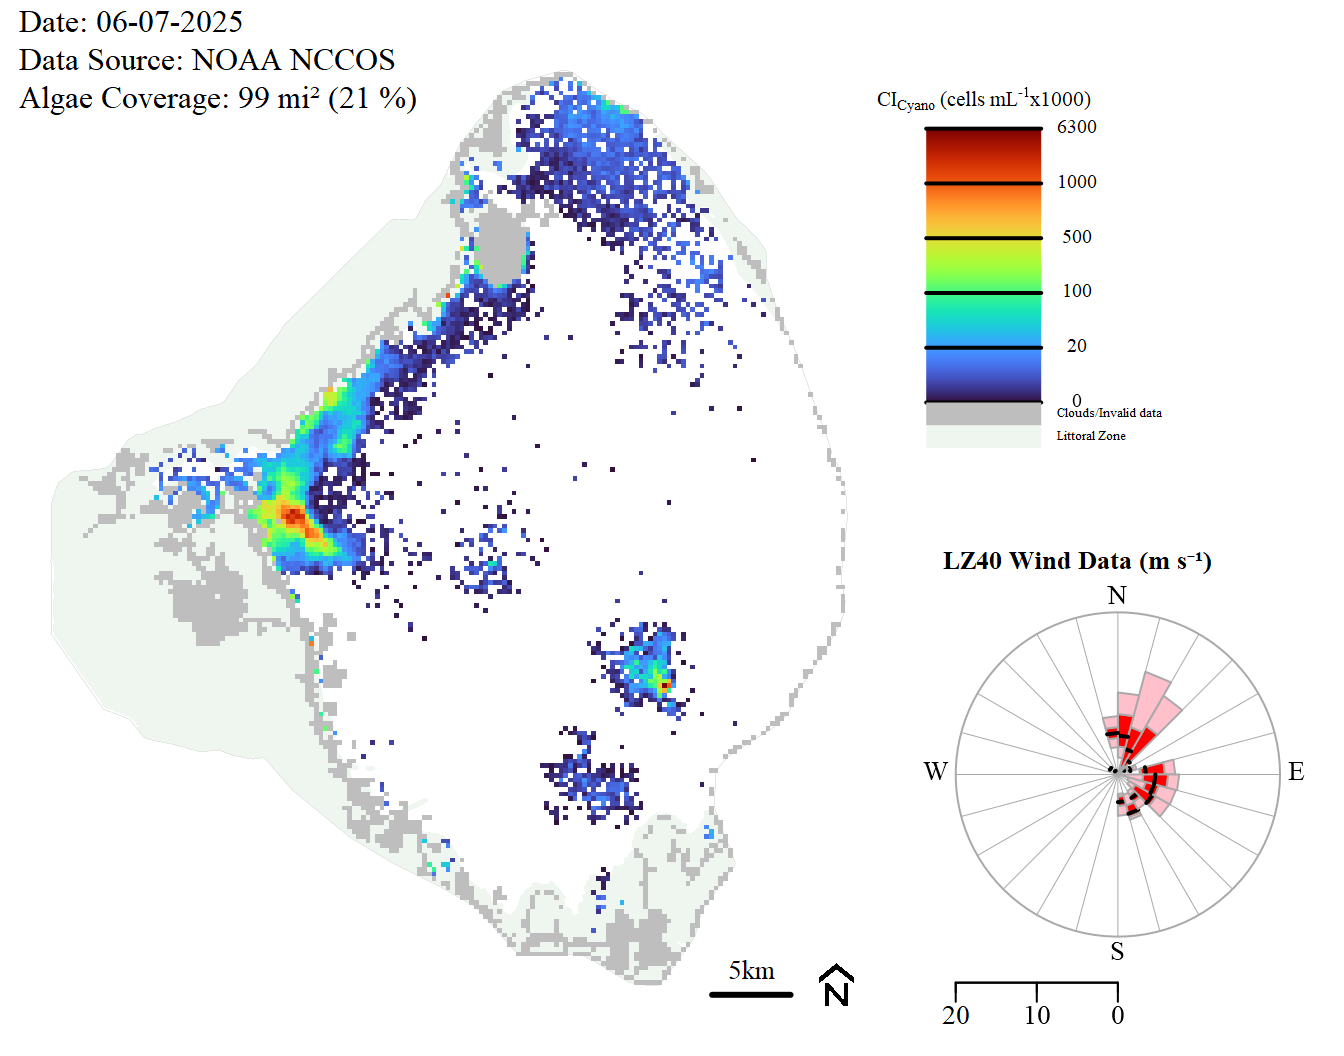 Date: 06-07-2025
Data Source: NOAA NCCOS
Algae Coverage: 99 mi² (21 %)
CI_Cyano (cells mL⁻¹x1000)
6300
1000
500
100
20
0
Clouds/Invalid data
Littoral Zone
LZ40 Wind Data (m s⁻¹)
N
W
E
S
5km
N
20 10 0